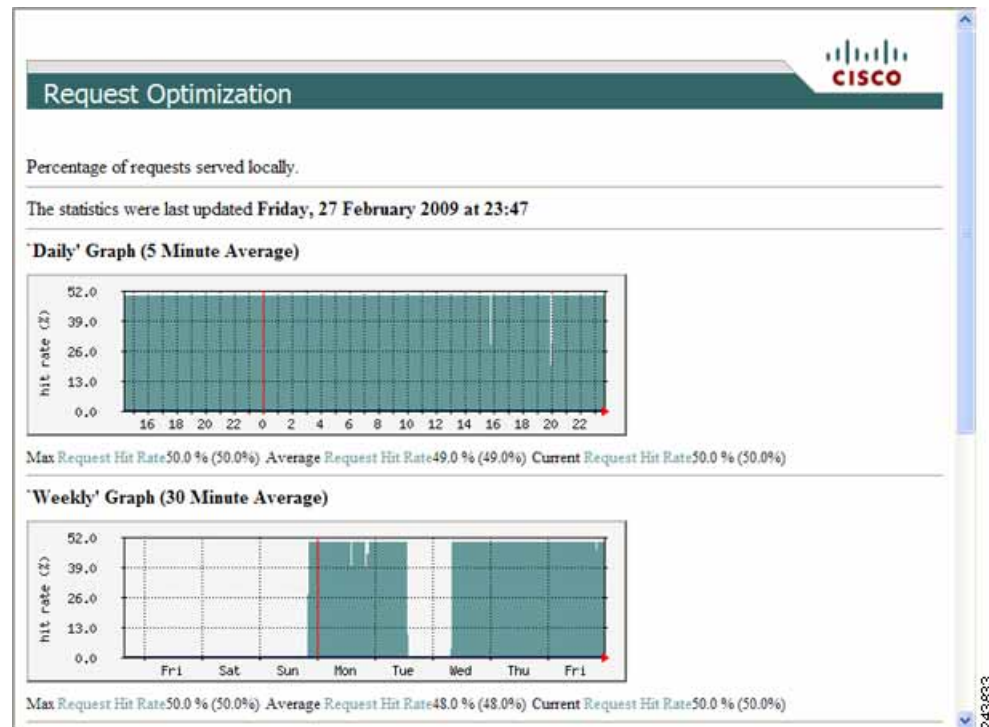 CISCO
Request Optimization
Percentage of requests served locally.
The statistics were last updated Friday, 27 February 2009 at 23:47
`Daily' Graph (5 Minute Average)
52.0
39.0
26.0
13.0
0.0
hit rate (%)
16 18 20 22 0 2 4 6 8 10 12 14 16 18 20 22
Max Request Hit Rate50.0 % (50.0%) Average Request Hit Rate49.0 % (49.0%) Current Request Hit Rate50.0 % (50.0%)
`Weekly' Graph (30 Minute Average)
52.0
39.0
26.0
13.0
0.0
hit rate (%)
Fri Sat Sun Mon Tue Wed Thu Fri
Max Request Hit Rate50.0 % (50.0%) Average Request Hit Rate48.0 % (48.0%) Current Request Hit Rate50.0 % (50.0%)
243833